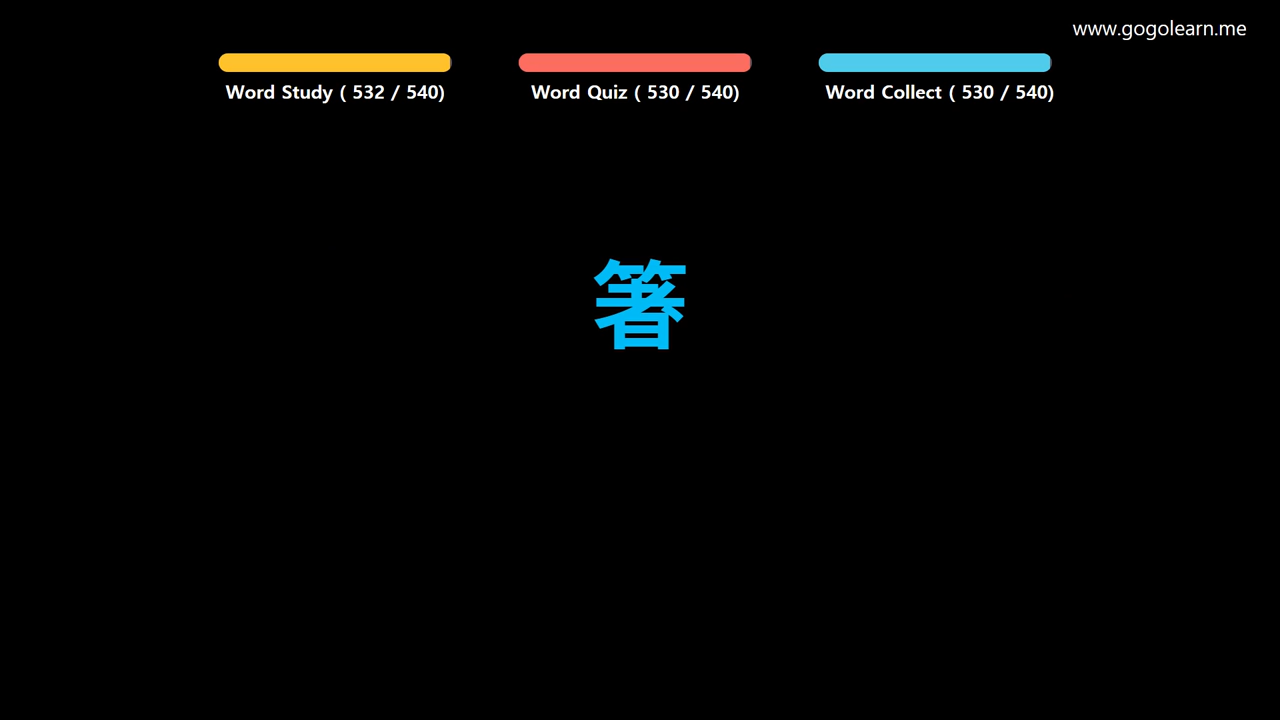 www.gogolearn.me
Word Study ( 532 / 540)
Word Quiz ( 530 / 540)
Word Collect ( 530 / 540)
箸